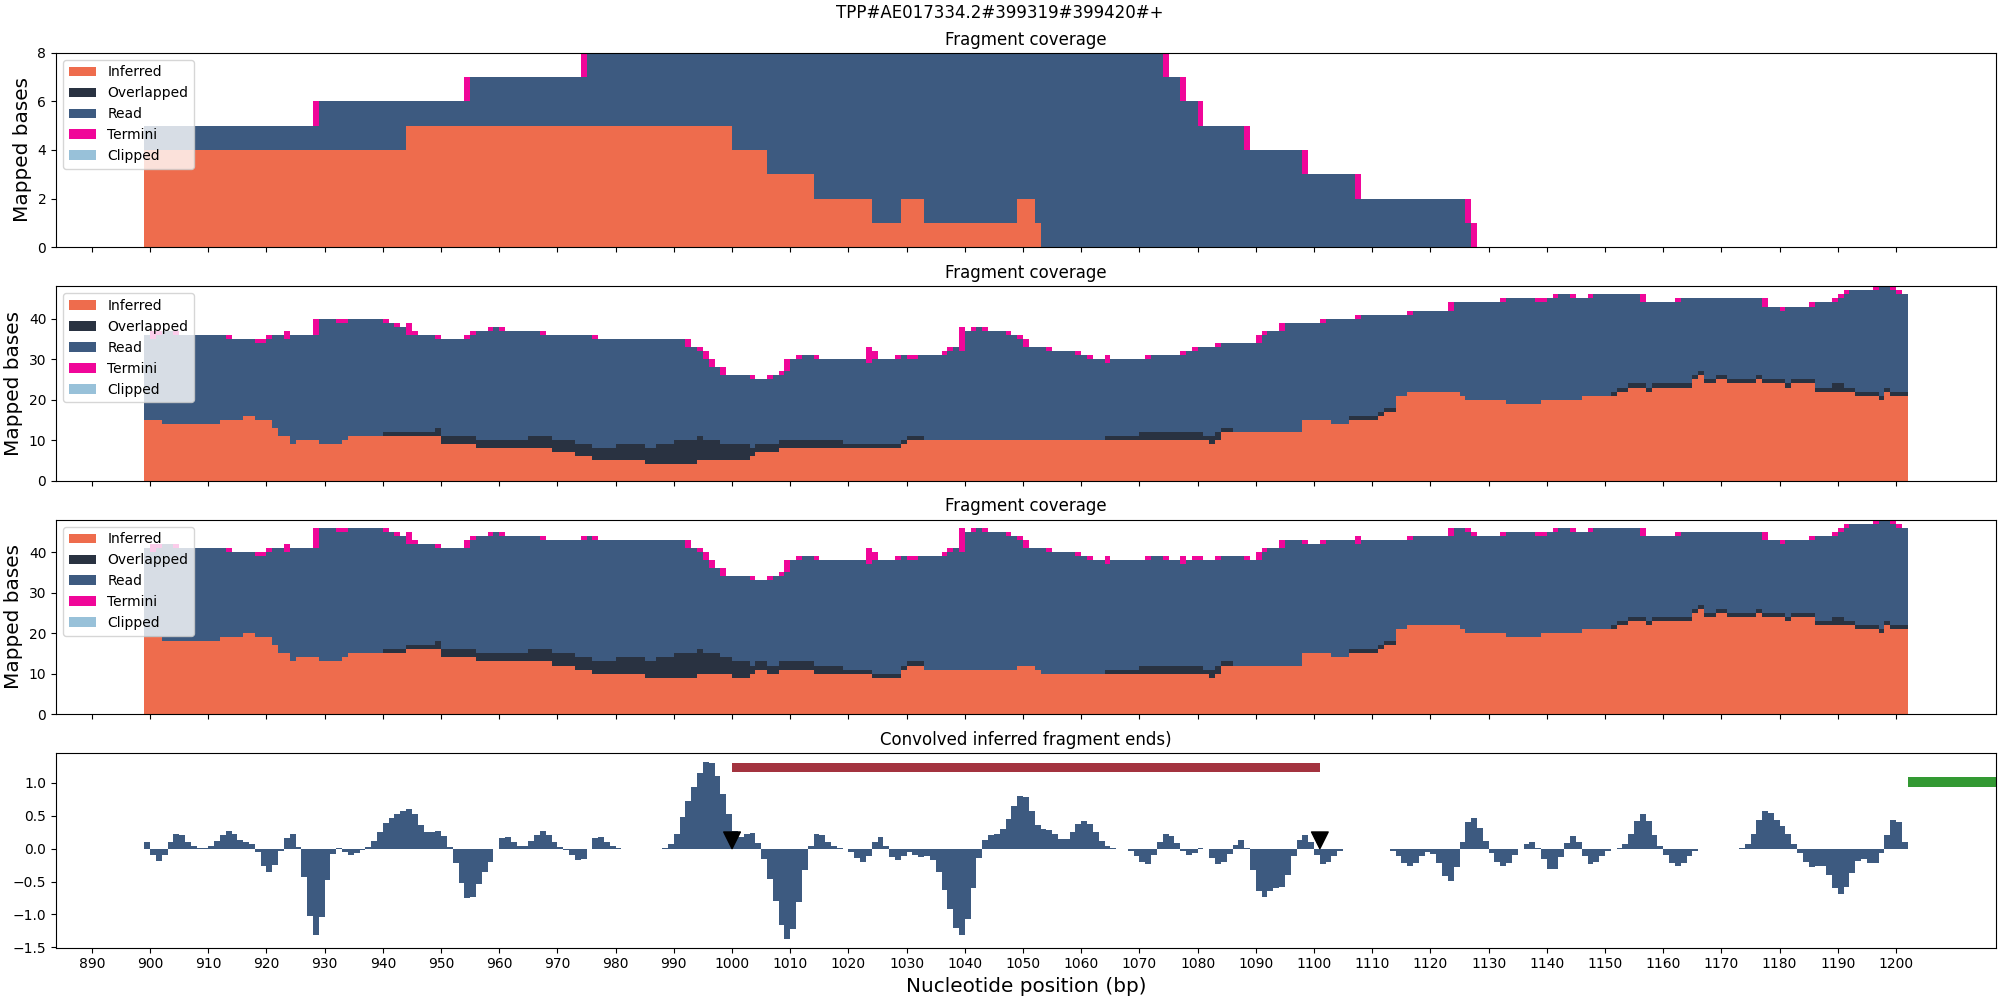 TPP#AE017334.2#399319#399420#+
Fragment coverage
Mapped bases
8
6
4
2
0
Inferred
Overlapped
Read
Termini
Clipped
Fragment coverage
Mapped bases
40
30
20
10
0
Inferred
Overlapped
Read
Termini
Clipped
Fragment coverage
Mapped bases
40
30
20
10
0
Inferred
Overlapped
Read
Termini
Clipped
Convolved inferred fragment ends)
1.0
0.5
0.0
−0.5
−1.0
−1.5
890 900 910 920 930 940 950 960 970 980 990 1000 1010 1020 1030 1040 1050 1060 1070 1080 1090 1100 1110 1120 1130 1140 1150 1160 1170 1180 1190 1200
Nucleotide position (bp)